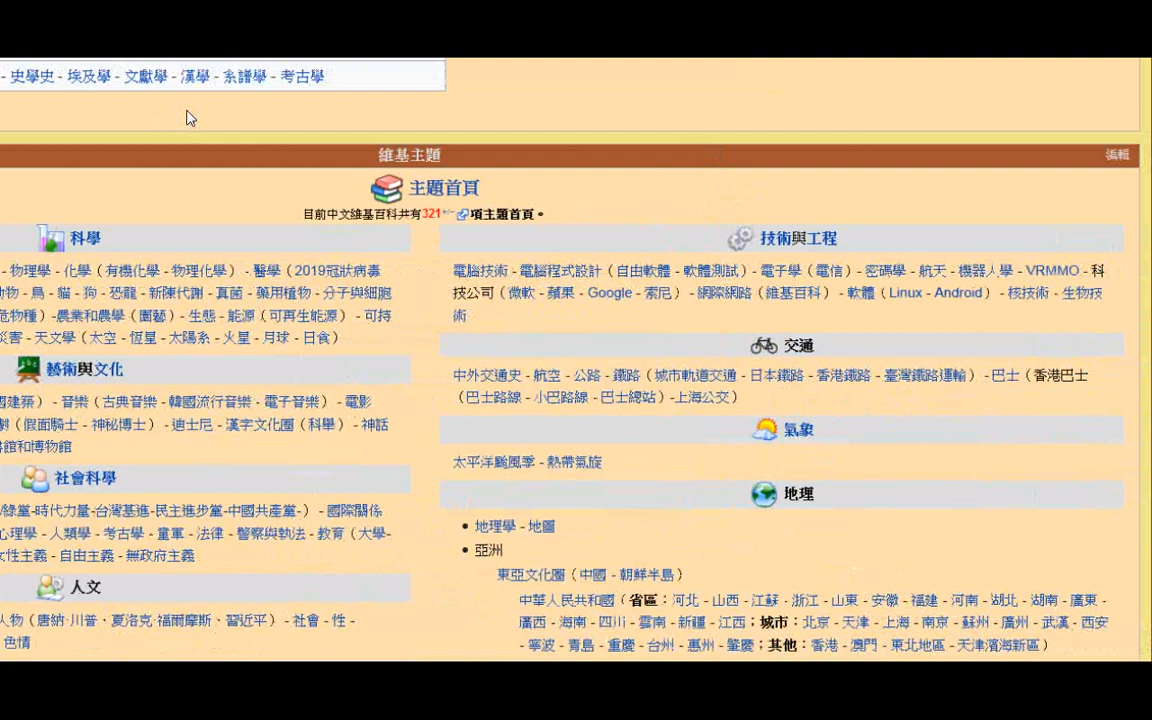 - 史學史 - 埃及學 - 文獻學 - 漢學 - 系譜學 - 考古學
維基主題
編輯
主題首頁
目前中文維基百科共有321+/-項主題首頁。
科學
- 物理學 - 化學（有機化學 - 物理化學） - 醫學（2019冠狀病毒
動物 - 鳥 - 貓 - 狗 - 恐龍 - 新陳代謝 - 真菌 - 藥用植物 - 分子與細胞
危物種）-農業和農學（園藝） - 生態 - 能源（可再生能源） - 可持
災害 - 天文學（太空 - 恆星 - 太陽系 - 火星 - 月球 - 日食）
藝術與文化
國建築） - 音樂（古典音樂 - 韓國流行音樂 - 電子音樂） - 電影
劇（假面騎士 - 神秘博士） - 迪士尼 - 漢字文化圈（科學） - 神話
書館和博物館
社會科學
綠黨-時代力量-台灣基進-民主進步黨-中國共產黨-） - 國際關係
心理學 - 人類學 - 考古學 - 童軍 - 法律 - 警察與執法 - 教育（大學-
女性主義 - 自由主義 - 無政府主義
人文
人物（唐納·川普、夏洛克·福爾摩斯、習近平） - 社會 - 性 -
色情
技術與工程
電腦技術 - 電腦程式設計（自由軟體 - 軟體測試） - 電子學（電信） - 密碼學 - 航天 - 機器人學 - VRMMO - 科
技公司（微軟 - 蘋果 - Google - 索尼） - 網際網路（維基百科） - 軟體（Linux - Android） - 核技術 - 生物技
術
交通
中外交通史 - 航空 - 公路 - 鐵路（城市軌道交通 - 日本鐵路 - 香港鐵路 - 臺灣鐵路運輸） - 巴士（香港巴士
（巴士路線 - 小巴路線 - 巴士總站）-上海公交）
氣象
太平洋颱風季 - 熱帶氣旋
地理
• 地理學 - 地圖
• 亞洲
東亞文化圈（中國 - 朝鮮半島）
中華人民共和國（省區：河北 - 山西 - 江蘇 - 浙江 - 山東 - 安徽 - 福建 - 河南 - 湖北 - 湖南 - 廣東 -
廣西 - 海南 - 四川 - 雲南 - 新疆 - 江西；城市：北京 - 天津 - 上海 - 南京 - 蘇州 - 廣州 - 武漢 - 西安
- 寧波 - 青島 - 重慶 - 台州 - 惠州 - 肇慶；其他：香港 - 澳門 - 東北地區 - 天津濱海新區）